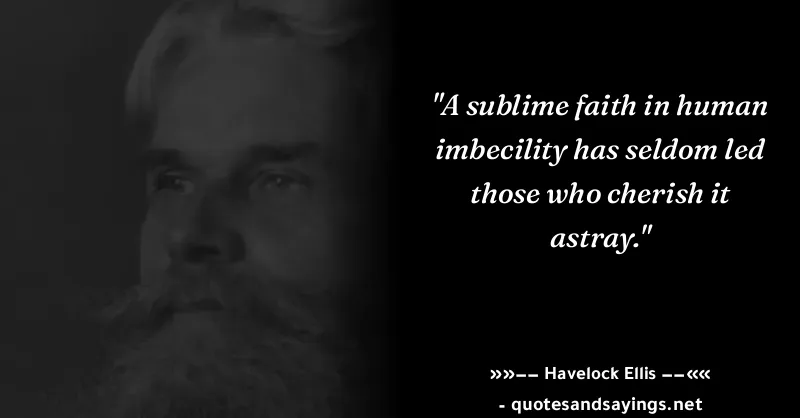 "A sublime faith in human
imbecility has seldom led
those who cherish it
astray."
»»―― Havelock Ellis ――««
- quotesandsayings.net